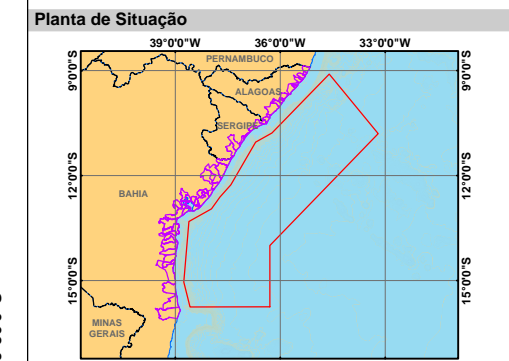 Planta de Situação
39°0'0"W 36°0'0"W 33°0'0"W
9°0'0"S 9°0'0"S
PERNAMBUCO
ALAGOAS
SERGIPE
12°0'0"S 12°0'0"S
BAHIA
15°0'0"S 15°0'0"S
MINAS
GERAIS